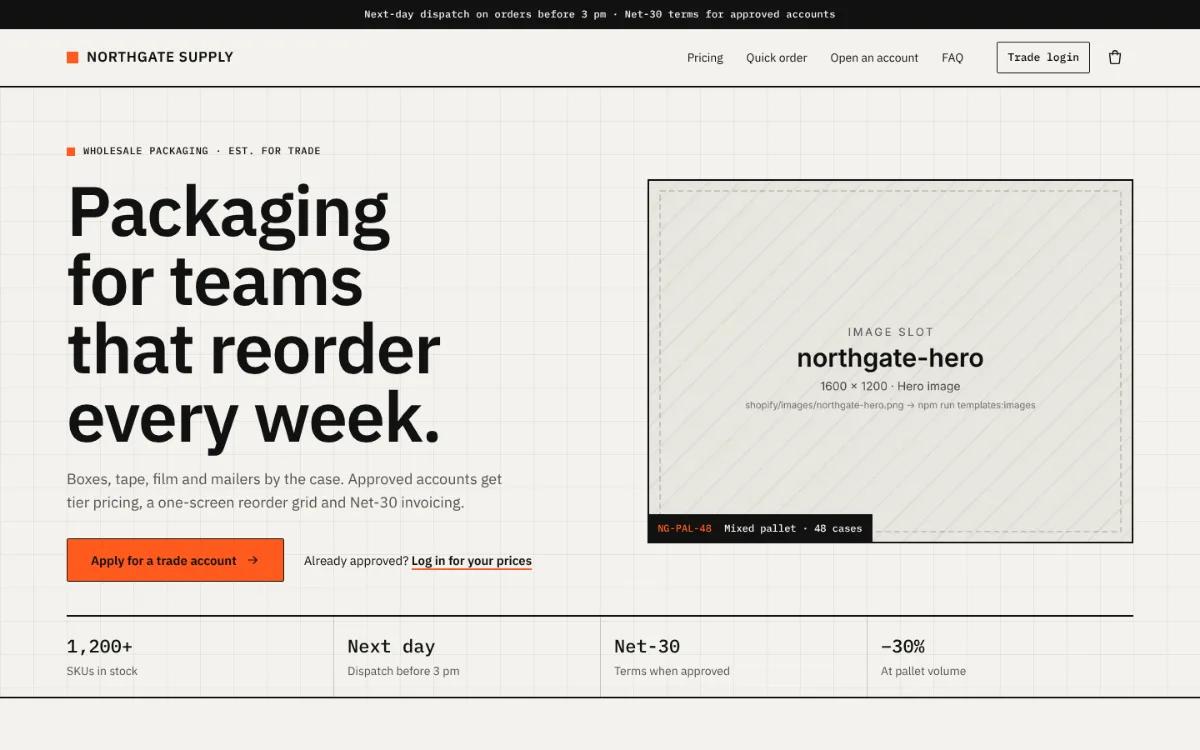 Next-day dispatch on orders before 3 pm · Net-30 terms for approved accounts
NORTHGATE SUPPLY
Pricing
Quick order
Open an account
FAQ
Trade login
WHOLESALE PACKAGING · EST. FOR TRADE
Packaging
for teams
that reorder
every week.
Boxes, tape, film and mailers by the case. Approved accounts get
tier pricing, a one-screen reorder grid and Net-30 invoicing.
Apply for a trade account →
Already approved? Log in for your prices
IMAGE SLOT
northgate-hero
1600 × 1200 · Hero image
shopify/images/northgate-hero.png → npm run templates:images
NG-PAL-48 Mixed pallet · 48 cases
1,200+
SKUs in stock
Next day
Dispatch before 3 pm
Net-30
Terms when approved
−30%
At pallet volume